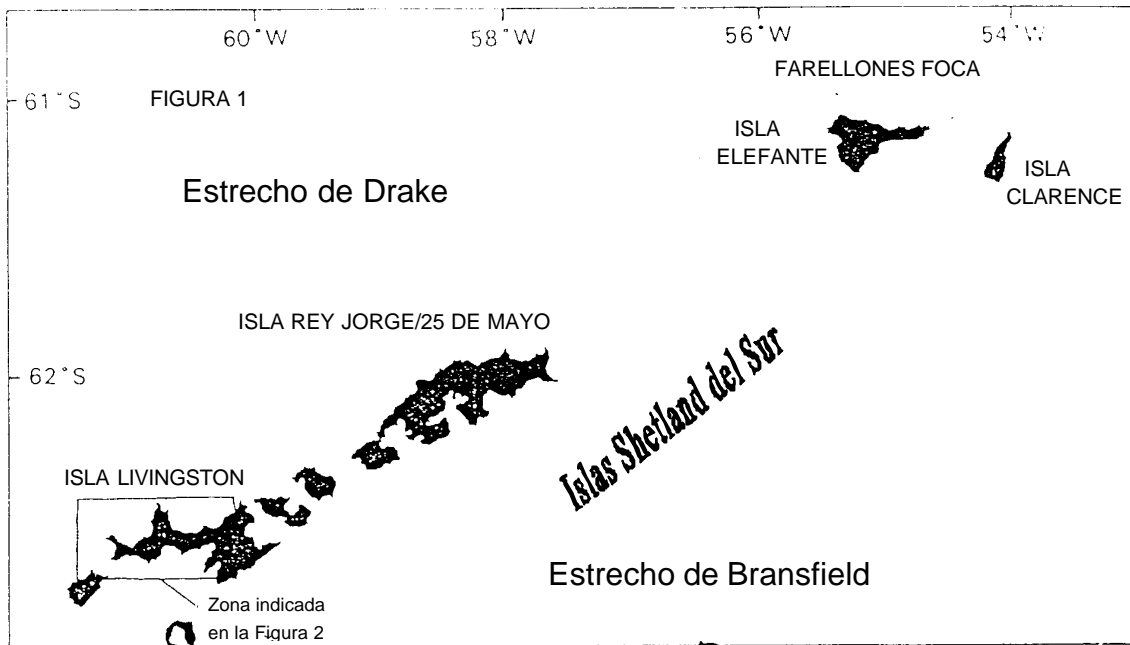 60°W
58°W
56°W
54°W
FARELLONES FOCA
61°S
FIGURA 1
ISLA
ELEFANTE
ISLA
CLARENCE
Estrecho de Drake
ISLA REY JORGE/25 DE MAYO
62°S
Islas Shetland del Sur
ISLA LIVINGSTON
Estrecho de Bransfield
Zona indicada
en la Figura 2